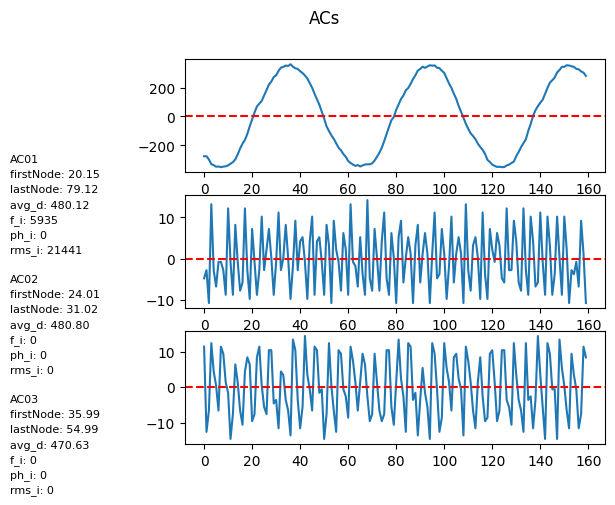 ACs
200
0
−200
0 20 40 60 80 100 120 140 160
AC01
firstNode: 20.15
lastNode: 79.12
avg_d: 480.12
f_i: 5935
ph_i: 0
rms_i: 21441
10
0
−10
0 20 40 60 80 100 120 140 160
AC02
firstNode: 24.01
lastNode: 31.02
avg_d: 480.80
f_i: 0
ph_i: 0
rms_i: 0
10
0
−10
0 20 40 60 80 100 120 140 160
AC03
firstNode: 35.99
lastNode: 54.99
avg_d: 470.63
f_i: 0
ph_i: 0
rms_i: 0